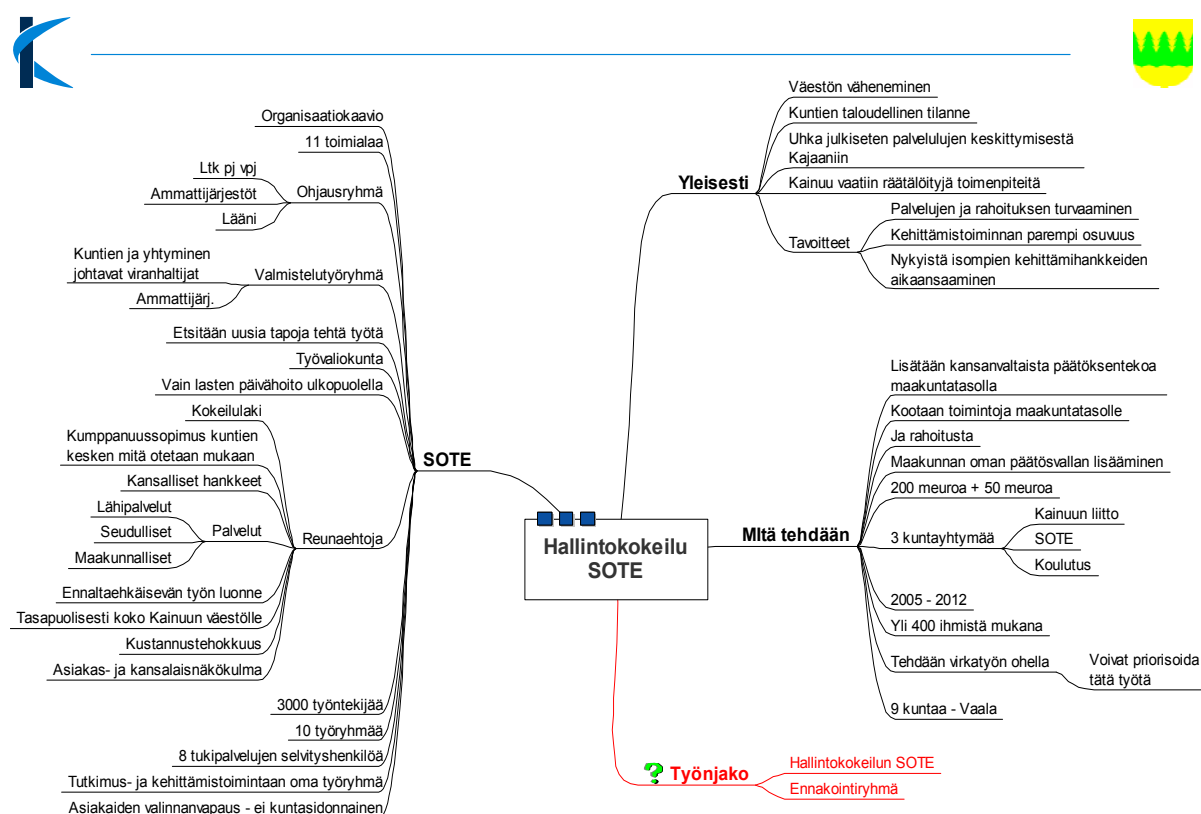 Organisaatiokaavio
11 toimialaa
Ltk pj vpj
Ammattijärjestöt
Lääni
Ohjausryhmä
Kuntien ja yhtyminen
johtavat viranhaltijat
Ammattijärj.
Valmistelutyöryhmä
Etsitään uusia tapoja tehtä työtä
Työvaliokunta
Vain lasten päivähoito ulkopuolella
Kokeilulaki
Kumppanuussopimus kuntien
kesken mitä otetaan mukaan
Kansalliset hankkeet
Lähipalvelut
Seudulliset
Maakunnalliset
Palvelut
Reunaehtoja
Ennaltaehkäisevän työn luonne
Tasapuolisesti koko Kainuun väestölle
Kustannustehokkuus
Asiakas- ja kansalaisnäkökulma
3000 työntekijää
10 työryhmää
8 tukipalvelujen selvityshenkilöä
Tutkimus- ja kehittämistoimintaan oma työryhmä
Asiakaiden valinnanvapaus - ei kuntasidonnainen
SOTE
Hallintokokeilu
SOTE
Yleisesti
Väestön väheneminen
Kuntien taloudellinen tilanne
Uhka julkiseten palvelulujen keskittymisestä
Kajaaniin
Kainuu vaatiin räätälöityjä toimenpiteitä
Tavoitteet
Palvelujen ja rahoituksen turvaaminen
Kehittämistoiminnan parempi osuvuus
Nykyistä isompien kehittämihankkeiden
aikaansaaminen
MItä tehdään
Lisätään kansanvaltaista päätöksentekoa
maakuntatasolla
Kootaan toimintoja maakuntatasolle
Ja rahoitusta
Maakunnan oman päätösvallan lisääminen
200 meuroa + 50 meuroa
3 kuntayhtymää
Kainuun liitto
SOTE
Koulutus
2005 - 2012
Yli 400 ihmistä mukana
Tehdään virkatyön ohella
Voivat priorisoida
tätä työtä
9 kuntaa - Vaala
? Työnjako
Hallintokokeilun SOTE
Ennakointiryhmä